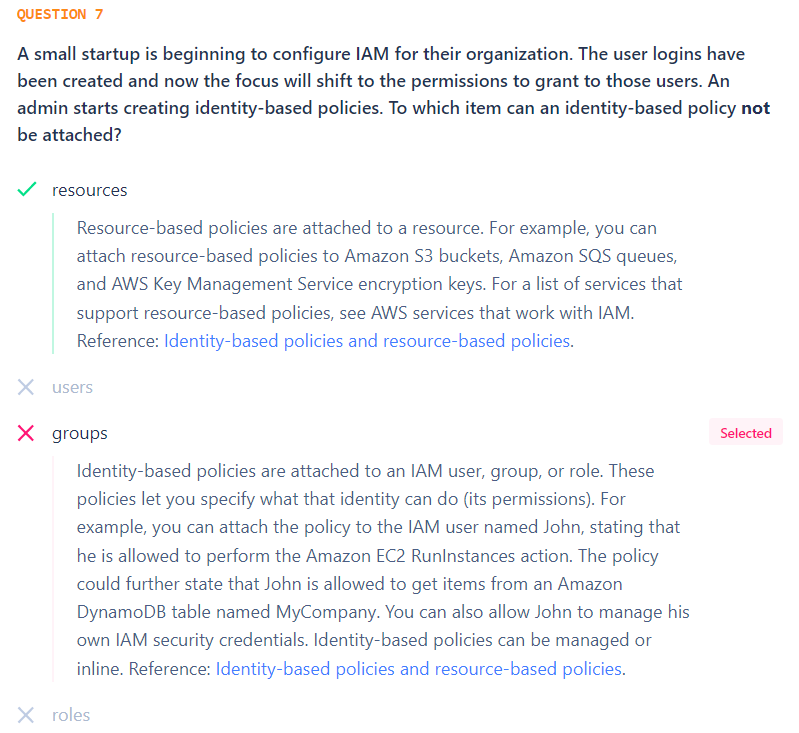 QUESTION 7
A small startup is beginning to configure IAM for their organization. The user logins have
been created and now the focus will shift to the permissions to grant to those users. An
admin starts creating identity-based policies. To which item can an identity-based policy not
be attached?
resources
Resource-based policies are attached to a resource. For example, you can
attach resource-based policies to Amazon S3 buckets, Amazon SQS queues,
and AWS Key Management Service encryption keys. For a list of services that
support resource-based policies, see AWS services that work with IAM.
Reference: Identity-based policies and resource-based policies.
users
groups
Selected
Identity-based policies are attached to an IAM user, group, or role. These
policies let you specify what that identity can do (its permissions). For
example, you can attach the policy to the IAM user named John, stating that
he is allowed to perform the Amazon EC2 RunInstances action. The policy
could further state that John is allowed to get items from an Amazon
DynamoDB table named MyCompany. You can also allow John to manage his
own IAM security credentials. Identity-based policies can be managed or
inline. Reference: Identity-based policies and resource-based policies.
roles